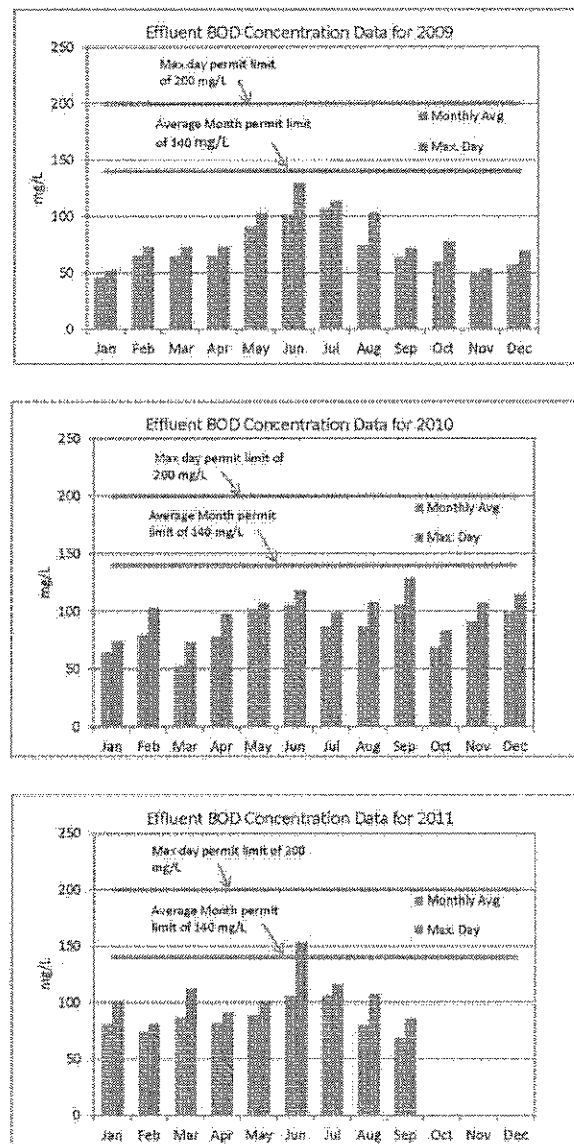 Effluent BOD Concentration Data for 2009
250
200
150
100
50
0
mg/L
Max day permit limit
of 200 mg/L
Average Month permit limit
of 140 mg/L
Monthly Avg
Max. Day
Jan Feb Mar Apr May Jun Jul Aug Sep Oct Nov Dec
Effluent BOD Concentration Data for 2010
250
200
150
100
50
0
mg/L
Max day permit limit of
200 mg/L
Average Month permit
limit of 140 mg/L
Monthly Avg
Max. Day
Jan Feb Mar Apr May Jun Jul Aug Sep Oct Nov Dec
Effluent BOD Concentration Data for 2011
250
200
150
100
50
0
mg/L
Max day permit limit of 200
mg/L
Average Month permit
limit of 140 mg/L
Monthly Avg
Max. Day
Jan Feb Mar Apr May Jun Jul Aug Sep Oct Nov Dec